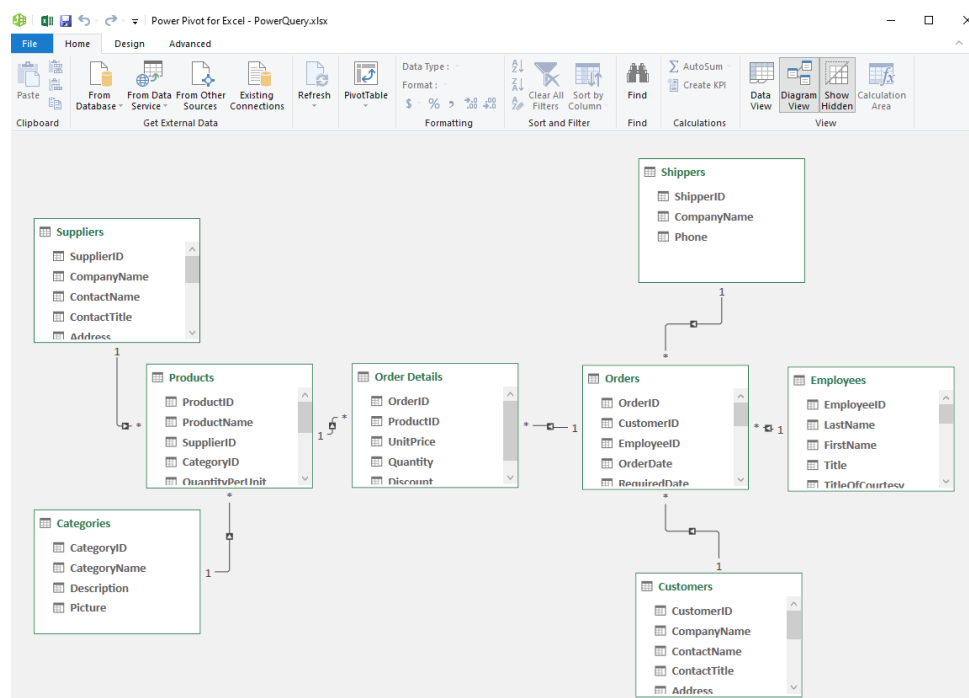 Power Pivot for Excel - PowerQuery.xlsx
File Home Design Advanced
Paste
From Database
From Data Service
From Other Sources
Existing Connections
Refresh
PivotTable
Data Type :
Format :
$ % , .00 .00
Clear All Filters
Sort by Column
Find
AutoSum
Create KPI
Data View
Diagram View
Show Hidden
Calculation Area
Clipboard
Get External Data
Formatting
Sort and Filter
Find
Calculations
View
Shippers
ShipperID
CompanyName
Phone
1
*
Suppliers
SupplierID
CompanyName
ContactName
ContactTitle
Address
1
*
Products
ProductID
ProductName
SupplierID
CategoryID
QuantityPerUnit
1
*
Order Details
OrderID
ProductID
UnitPrice
Quantity
Discount
*
1
Orders
OrderID
CustomerID
EmployeeID
OrderDate
RequiredDate
*
1
Employees
EmployeeID
LastName
FirstName
Title
TitleOfCourtesy
*
1
Categories
CategoryID
CategoryName
Description
Picture
*
1
Customers
CustomerID
CompanyName
ContactName
ContactTitle
Address